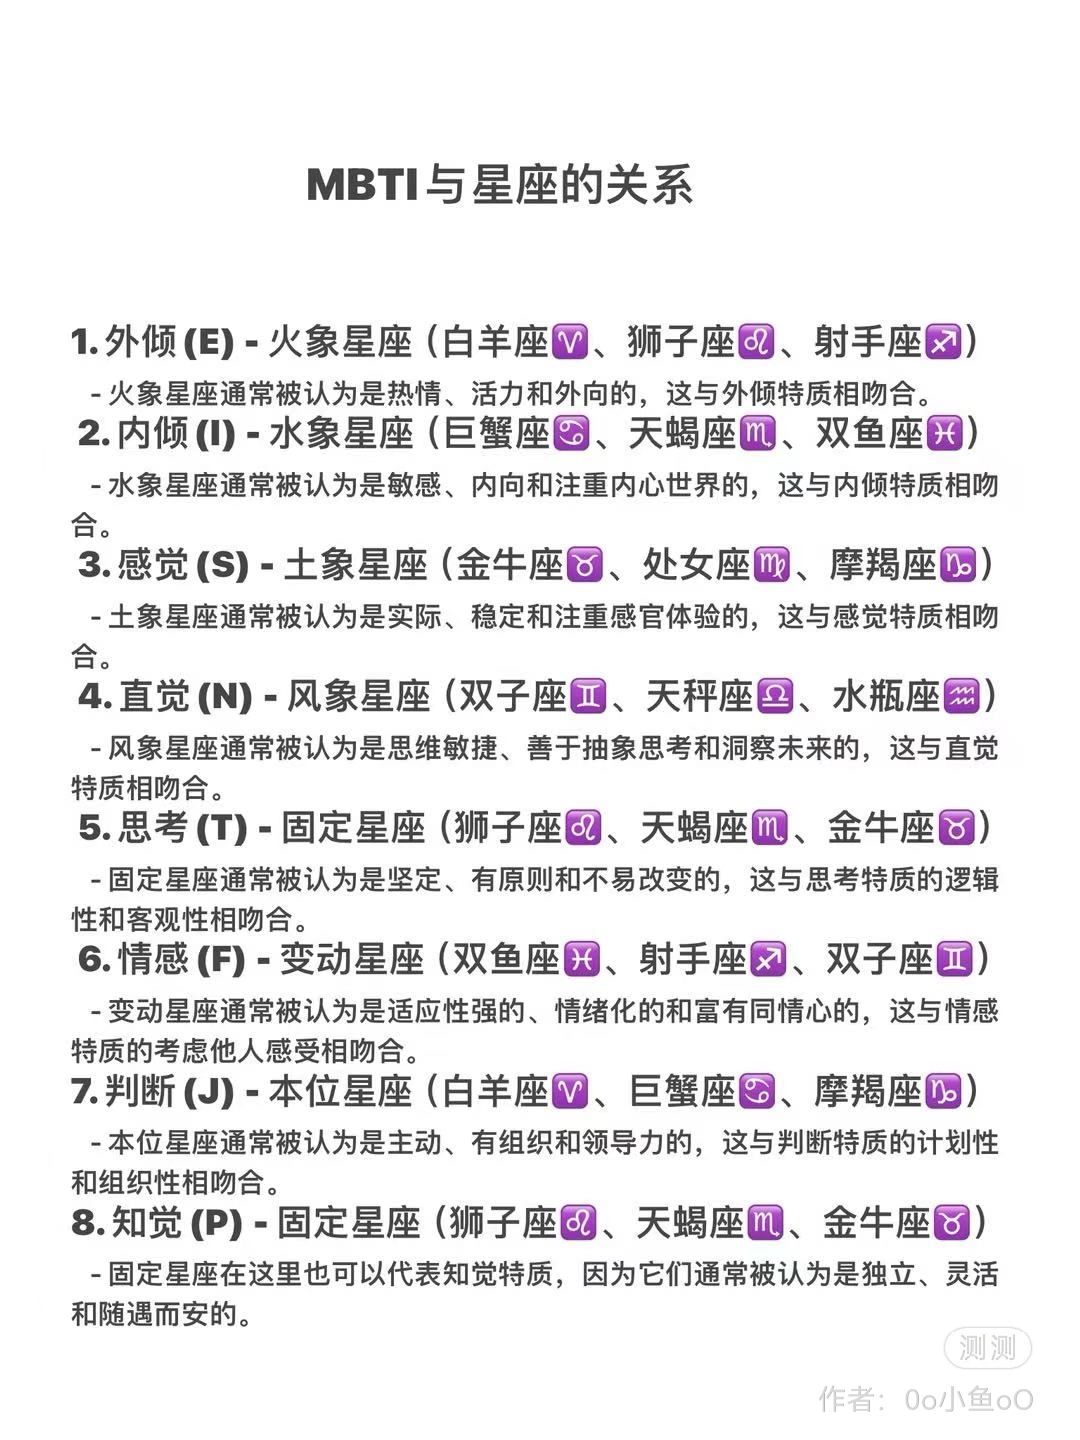 MBTI与星座的关系
1. 外倾 (E) - 火象星座（白羊座♈、狮子座♌、射手座♐）
- 火象星座通常被认为是热情、活力和外向的，这与外倾特质相吻合。
2. 内倾 (I) - 水象星座（巨蟹座♋、天蝎座♏、双鱼座♓）
- 水象星座通常被认为是敏感、内向和注重内心世界的，这与内倾特质相吻
合。
3. 感觉 (S) - 土象星座（金牛座♉、处女座♍、摩羯座♑）
- 土象星座通常被认为是实际、稳定和注重感官体验的，这与感觉特质相吻
合。
4. 直觉 (N) - 风象星座（双子座♊、天秤座♎、水瓶座♒）
- 风象星座通常被认为是思维敏捷、善于抽象思考和洞察未来的，这与直觉
特质相吻合。
5. 思考 (T) - 固定星座（狮子座♌、天蝎座♏、金牛座♉）
- 固定星座通常被认为是坚定、有原则和不易改变的，这与思考特质的逻辑
性和客观性相吻合。
6. 情感 (F) - 变动星座（双鱼座♓、射手座♐、双子座♊）
- 变动星座通常被认为是适应性强的、情绪化的和富有同情心的，这与情感
特质的考虑他人感受相吻合。
7. 判断 (J) - 本位星座（白羊座♈、巨蟹座♋、摩羯座♑）
- 本位星座通常被认为是主动、有组织和领导力的，这与判断特质的计划性
和组织性相吻合。
8. 知觉 (P) - 固定星座（狮子座♌、天蝎座♏、金牛座♉）
- 固定星座在这里也可以代表知觉特质，因为它们通常被认为是独立、灵活
和随遇而安的。
测测
作者：0o小鱼oO